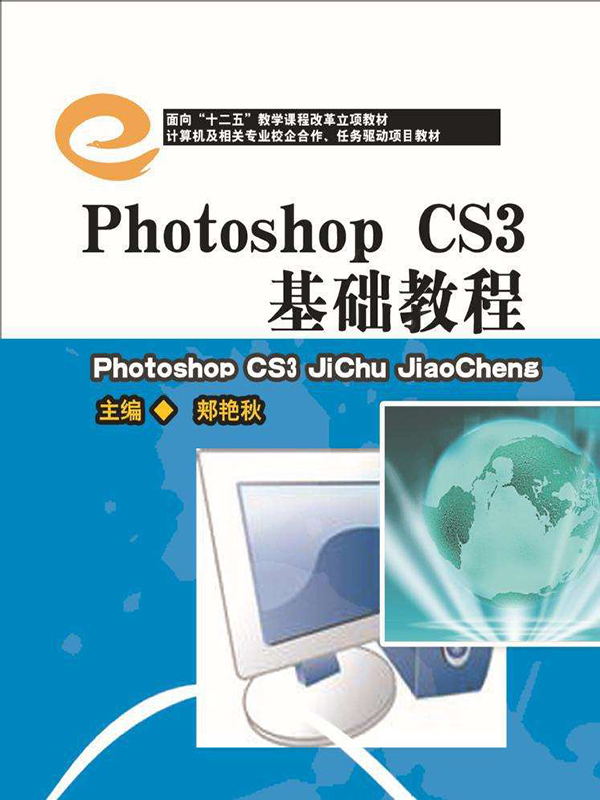 面向“十二五”教学课程改革立项教材
计算机及相关专业校企合作、任务驱动项目教材
Photoshop CS3
基础教程
Photoshop CS3 JiChu JiaoCheng
主编◆ 郏艳秋